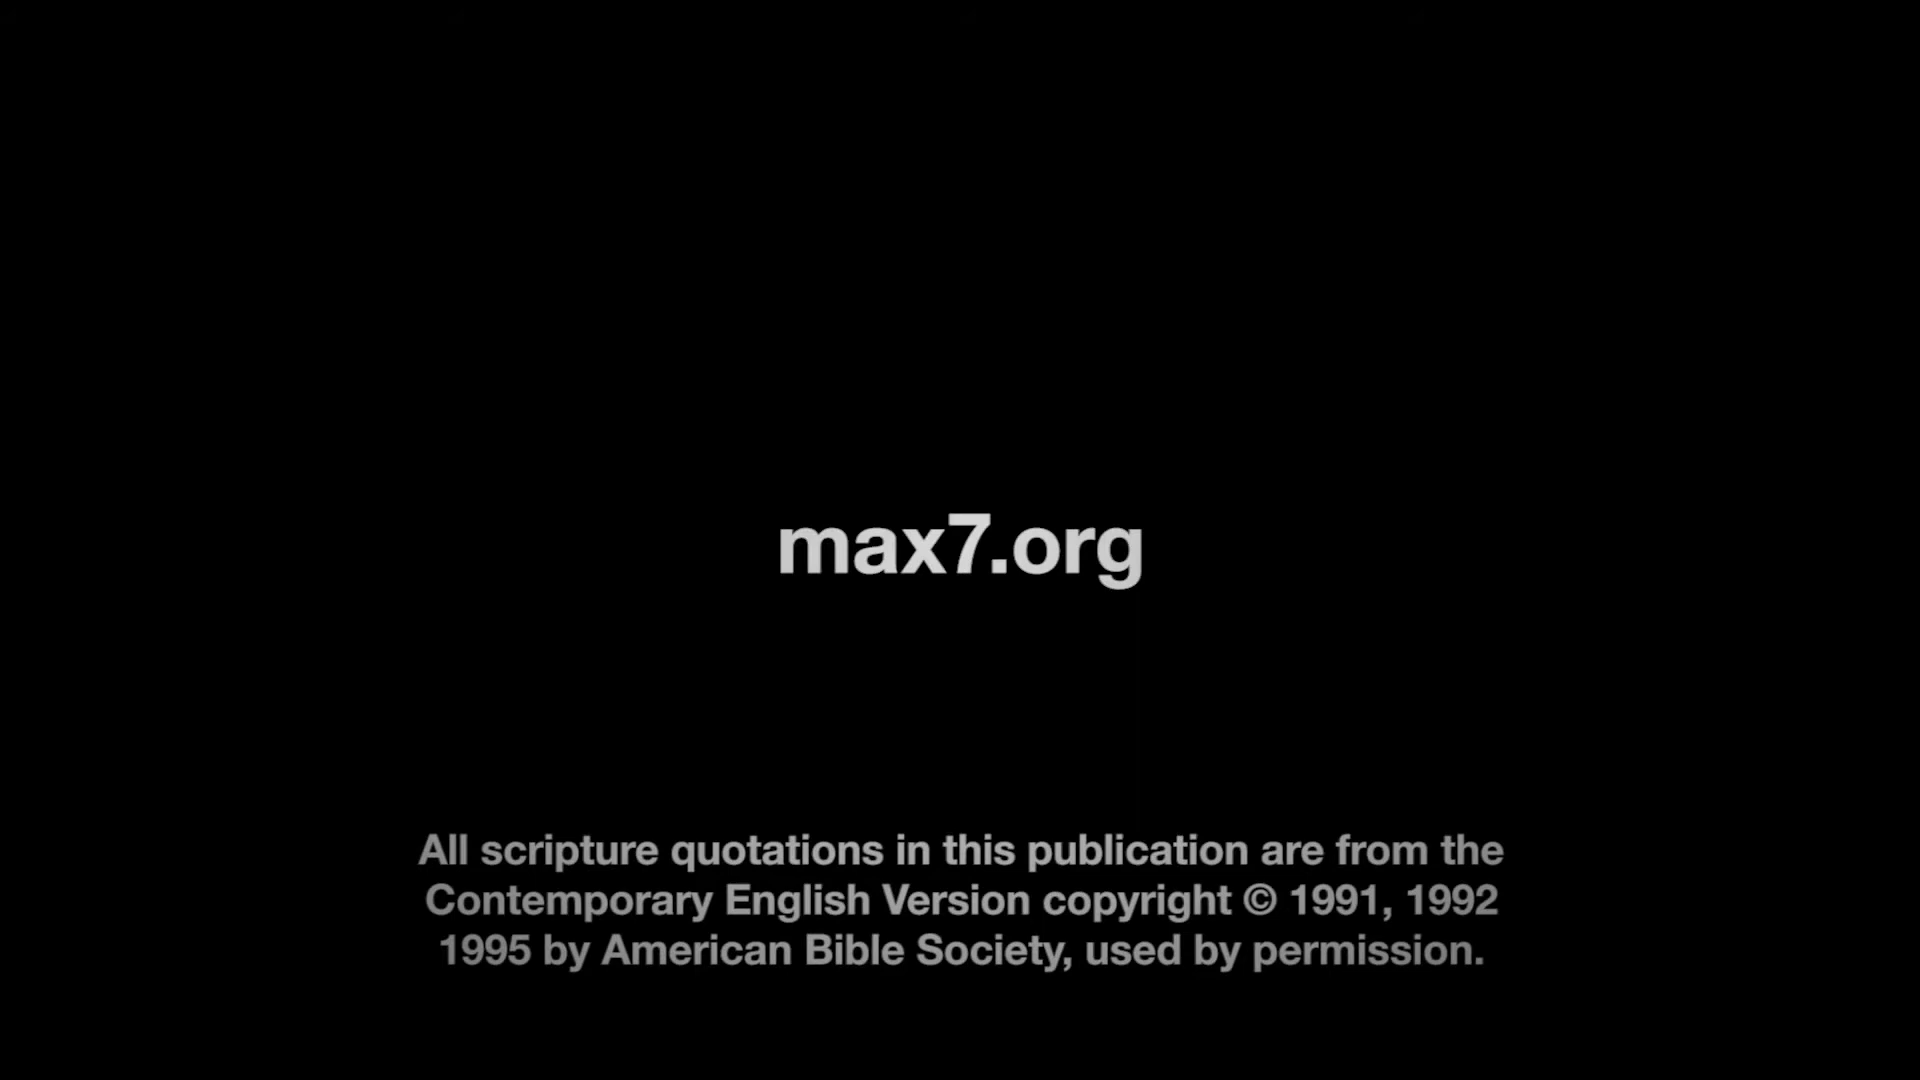 max7.org
All scripture quotations in this publication are from the
Contemporary English Version copyright © 1991, 1992
1995 by American Bible Society, used by permission.